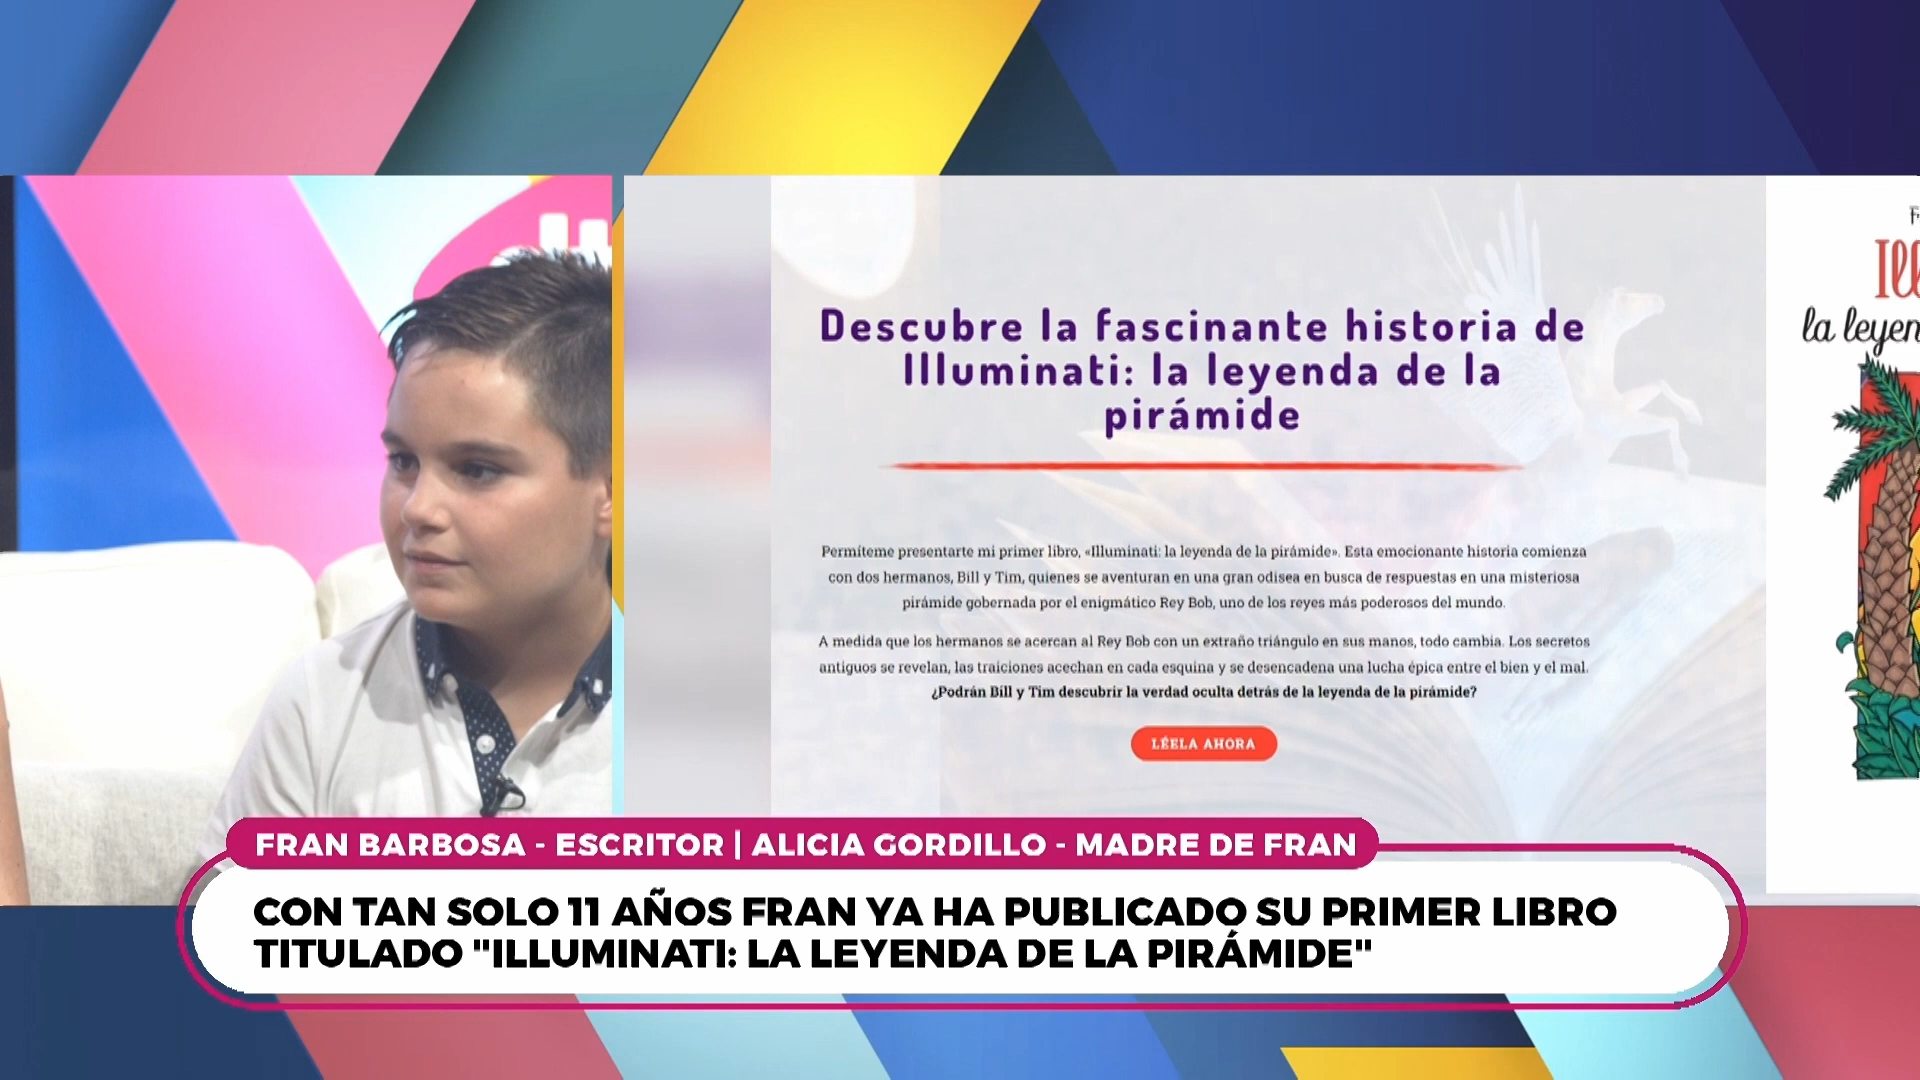 Descubre la fascinante historia de
Illuminati: la leyenda de la
pirámide
Permíteme presentarte mi primer libro, «Illuminati: la leyenda de la pirámide». Esta emocionante historia comienza
con dos hermanos, Bill y Tim, quienes se aventuran en una gran odisea en busca de respuestas en una misteriosa
pirámide gobernada por el enigmático Rey Bob, uno de los reyes más poderosos del mundo.
A medida que los hermanos se acercan al Rey Bob con un extraño triángulo en sus manos, todo cambia. Los secretos
antiguos se revelan, las traiciones acechan en cada esquina y se desencadena una lucha épica entre el bien y el mal.
¿Podrán Bill y Tim descubrir la verdad oculta detrás de la leyenda de la pirámide?
LÉELA AHORA
la leyen
FRAN BARBOSA - ESCRITOR | ALICIA GORDILLO - MADRE DE FRAN
CON TAN SOLO 11 AÑOS FRAN YA HA PUBLICADO SU PRIMER LIBRO
TITULADO "ILLUMINATI: LA LEYENDA DE LA PIRÁMIDE"